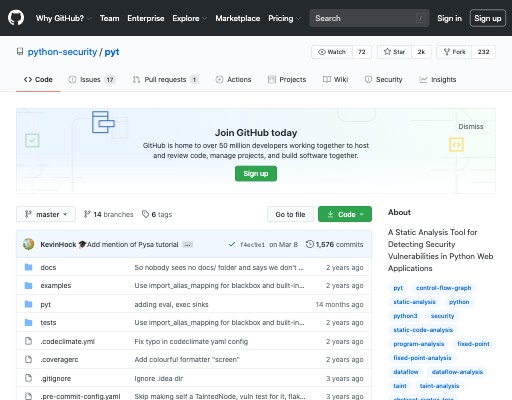 Why GitHub? Team Enterprise Explore Marketplace Pricing Search / Sign in Sign up
python-security / pyt Watch 72 Star 2k Fork 232
Code Issues 17 Pull requests 1 Actions Projects Wiki Security Insights
Dismiss
Join GitHub today
GitHub is home to over 50 million developers working together to host
and review code, manage projects, and build software together.
Sign up
master 14 branches 6 tags Go to file Code
KevinHock 🎓Add mention of Pysa tutorial ... on Mar 8 1,576 commits
docs So nobody sees no docs/ folder and says we don't ... 2 years ago
examples Use import_alias_mapping for blackbox and built-in... 2 years ago
pyt adding eval, exec sinks 14 months ago
tests Use import_alias_mapping for blackbox and built-in... 2 years ago
.codeclimate.yml Fix typo in codeclimate yaml config 2 years ago
.coveragerc Add colourful formatter "screen" 2 years ago
.gitignore Ignore .idea dir 3 years ago
.pre-commit-config.yaml Skip making self a TaintedNode, vuln test for it, flak... 3 years ago
About
A Static Analysis Tool for
Detecting Security
Vulnerabilities in Python Web
Applications
pyt control-flow-graph
static-analysis python
python3 security
static-code-analysis
program-analysis fixed-point
fixed-point-analysis
dataflow dataflow-analysis
taint taint-analysis
abstract-syntax-tree